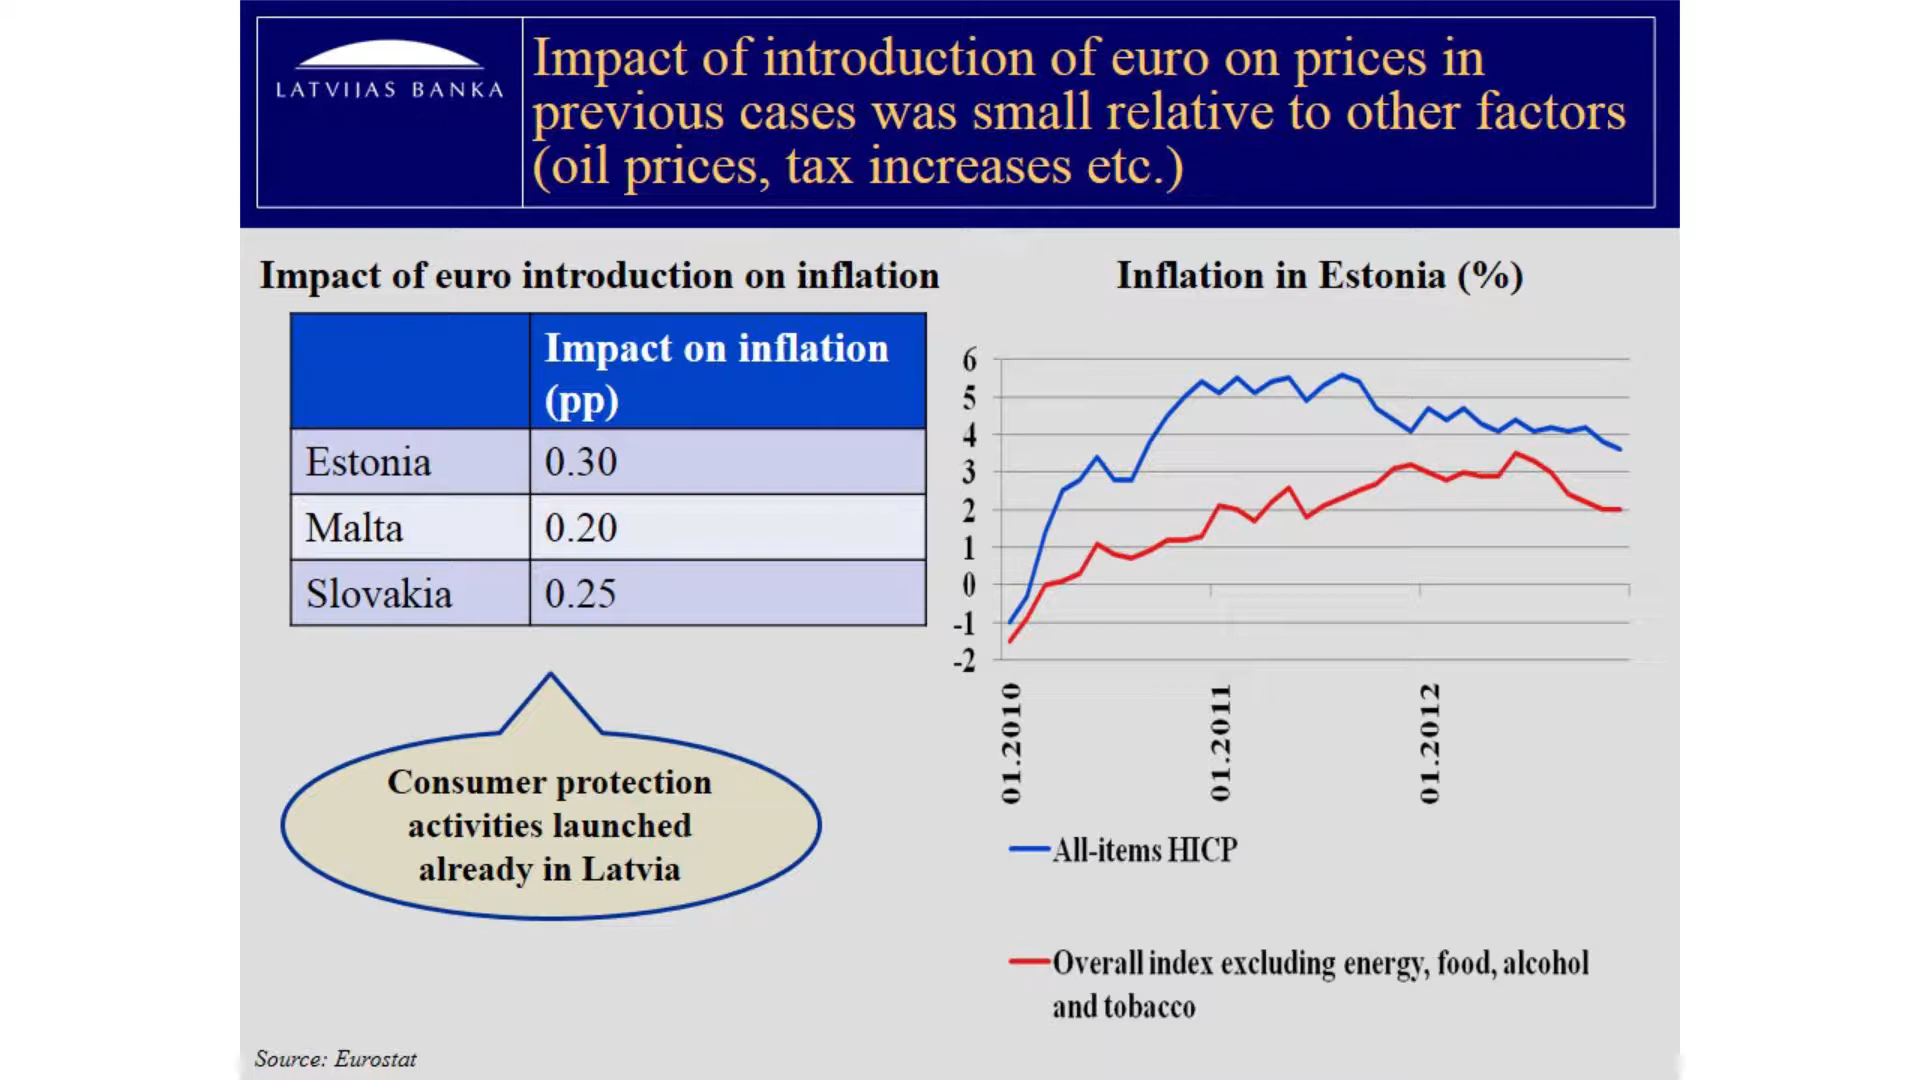 LATVIJAS BANKA
Impact of introduction of euro on prices in
previous cases was small relative to other factors
(oil prices, tax increases etc.)
Impact of euro introduction on inflation
Impact on inflation
(pp)
Estonia 0.30
Malta 0.20
Slovakia 0.25
Consumer protection
activities launched
already in Latvia
Inflation in Estonia (%)
6
5
4
3
2
1
0
-1
-2
01.2010
01.2011
01.2012
All-items HICP
Overall index excluding energy, food, alcohol
and tobacco
Source: Eurostat